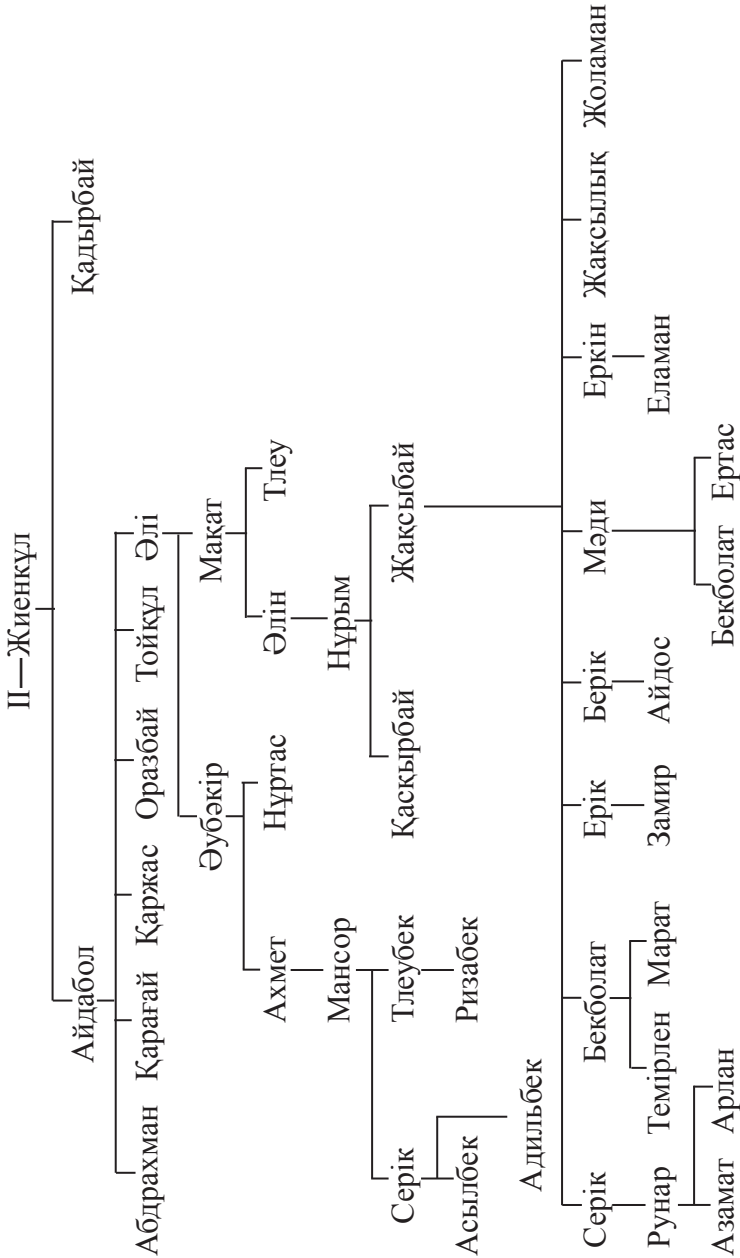 II—Жиенкұл
Айдабол Қадырбай
Абдрахман Қарағай Қаржас Оразбай Тойкұл Әлі
Әубәкір Мақат
Ахмет Нұртас Әлін Тлеу
Мансор Нұрым
Серік Тлеубек Қасқырбай Жақсыбай
Асылбек Ризабек
Адильбек
Серік Бекболат Ерік Берік Мәди Еркін Жақсылық Жоламан
Рунар Темірлен Марат Замир Айдос Еламан
Бекболат Ертас
Азамат Арлан